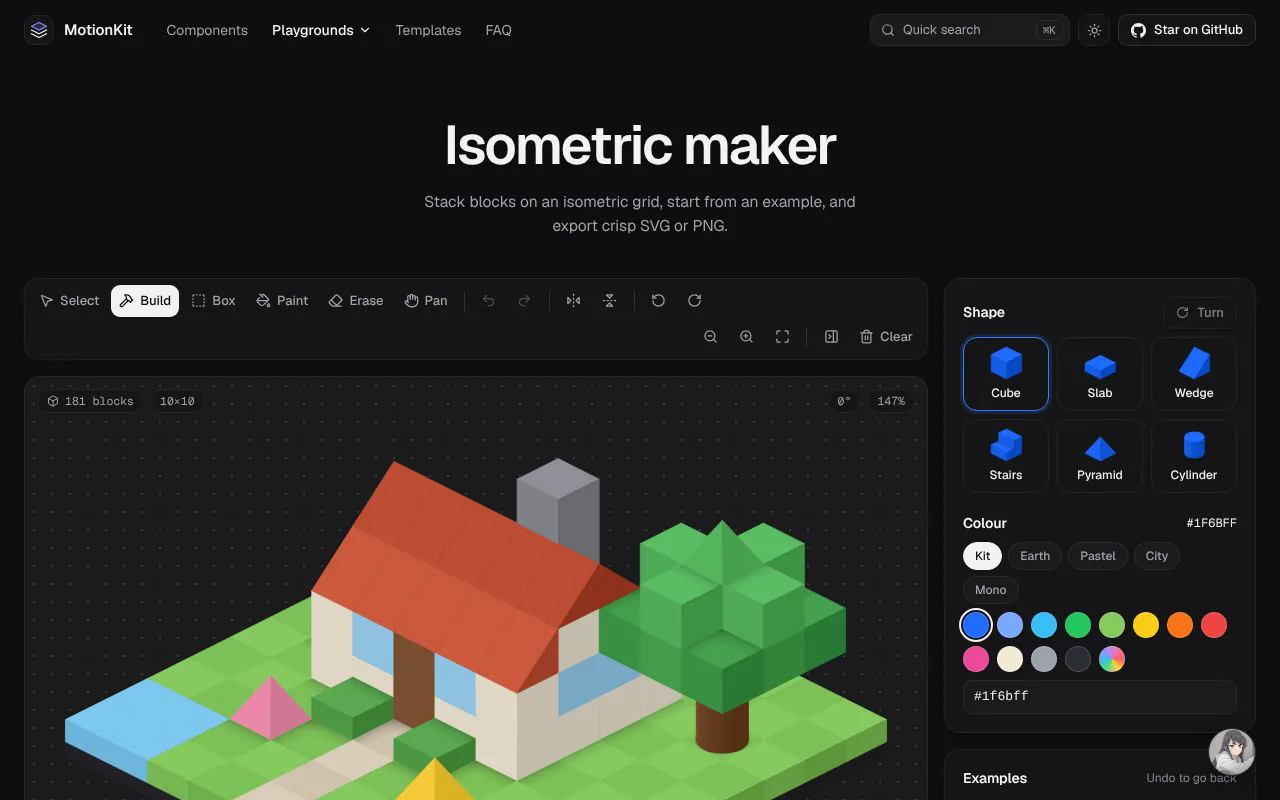 MotionKit Components Playgrounds Templates FAQ Quick search ⌘K Star on GitHub
Isometric maker
Stack blocks on an isometric grid, start from an example, and
export crisp SVG or PNG.
Select Build Box Paint Erase Pan
Clear
181 blocks 10×10 0° 147%
Shape Turn
Cube Slab Wedge
Stairs Pyramid Cylinder
Colour #1F6BFF
Kit Earth Pastel City
Mono
#1f6bff
Examples Undo to go back